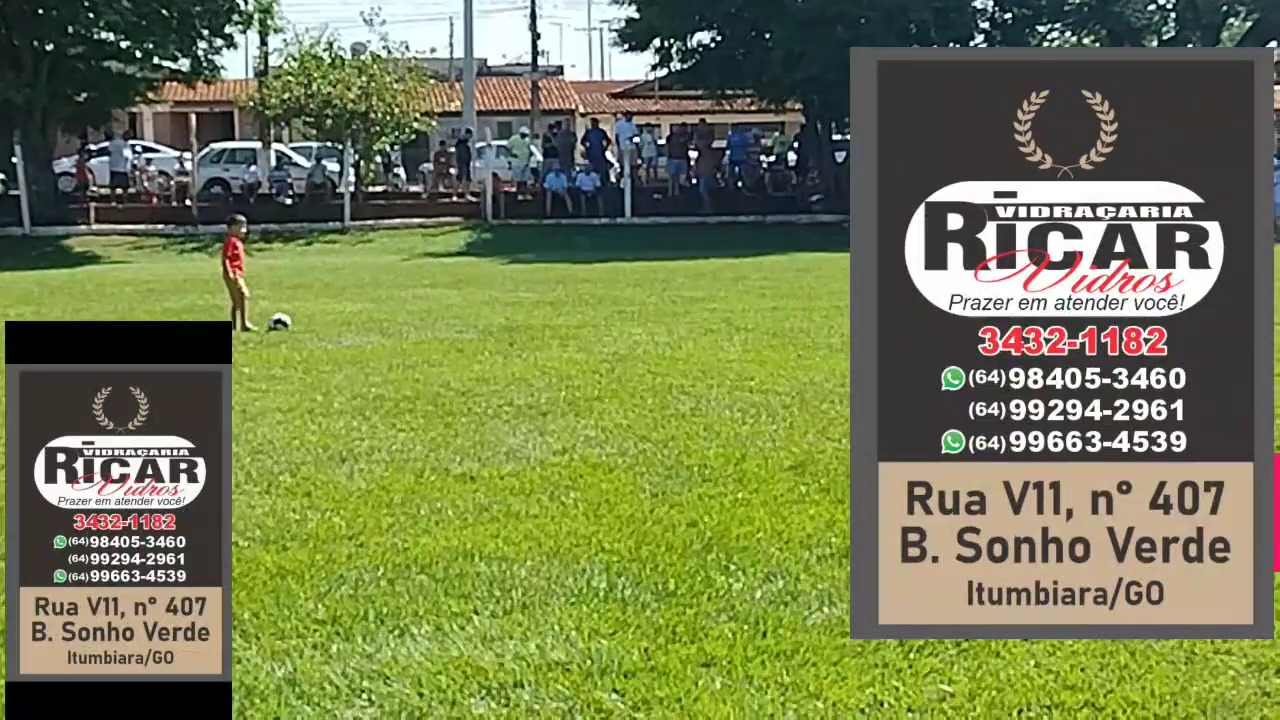 VIDRAÇARIA
RICAR
Vidros
Prazer em atender você!
3432-1182
(64)98405-3460
(64)99294-2961
(64)99663-4539
Rua V11, n° 407
B. Sonho Verde
Itumbiara/GO
VIDRAÇARIA
RICAR
Vidros
Prazer em atender você!
3432-1182
(64)98405-3460
(64)99294-2961
(64)99663-4539
Rua V11, n° 407
B. Sonho Verde
Itumbiara/GO